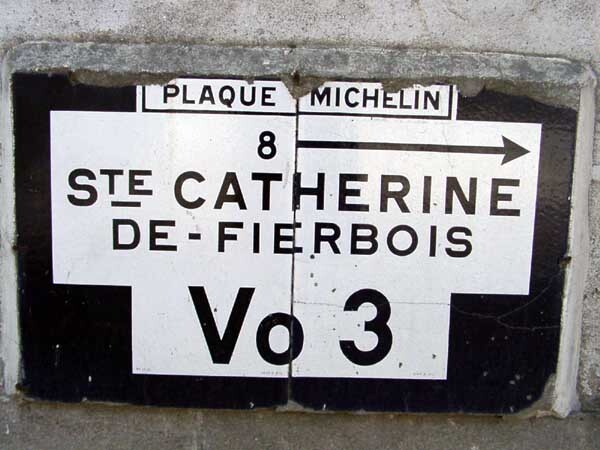 PLAQUE MICHELIN
8
STE CATHERINE
DE-FIERBOIS
Vo 3